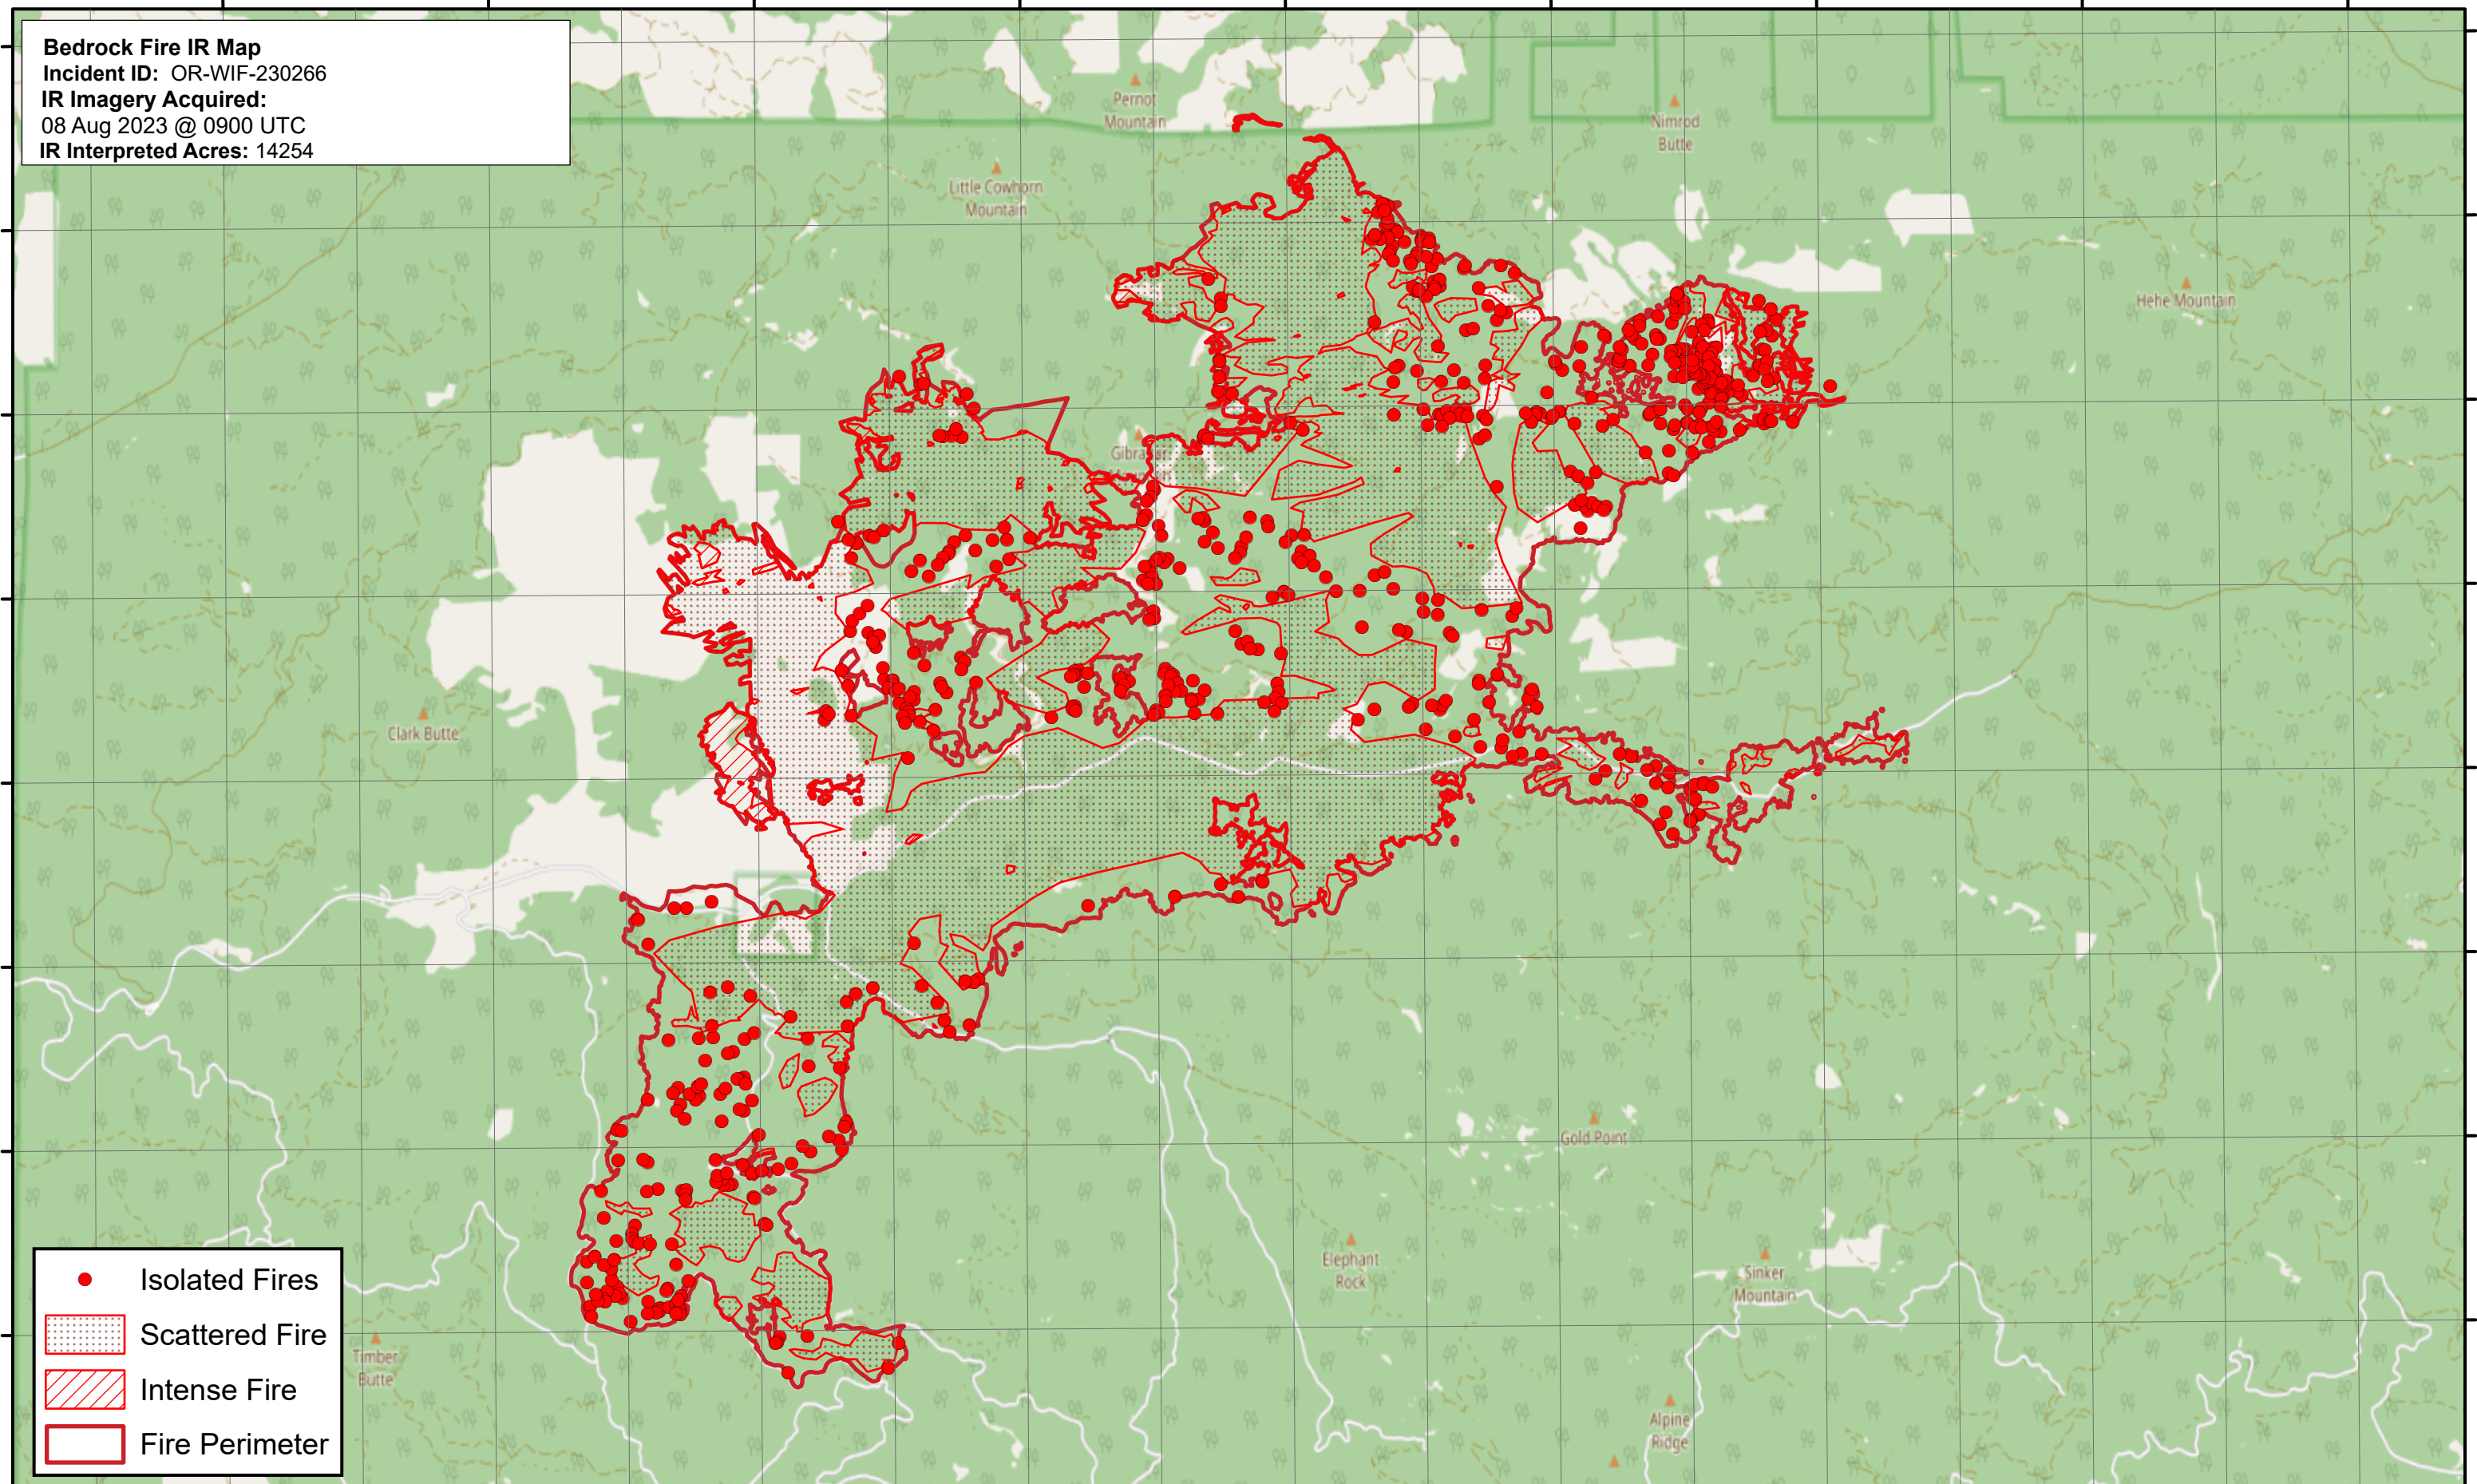 Bedrock Fire IR Map
Incident ID: OR-WIF-230266
IR Imagery Acquired:
08 Aug 2023 @ 0900 UTC
IR Interpreted Acres: 14254
Pernot
Mountain
Nimrod
Butte
Little Cowhorn
Mountain
Hehe Mountain
Clark Butte
Gold Point
Elephant
Rock
Sinker
Mountain
Timber
Butte
Alpine
Ridge
Isolated Fires
Scattered Fire
Intense Fire
Fire Perimeter